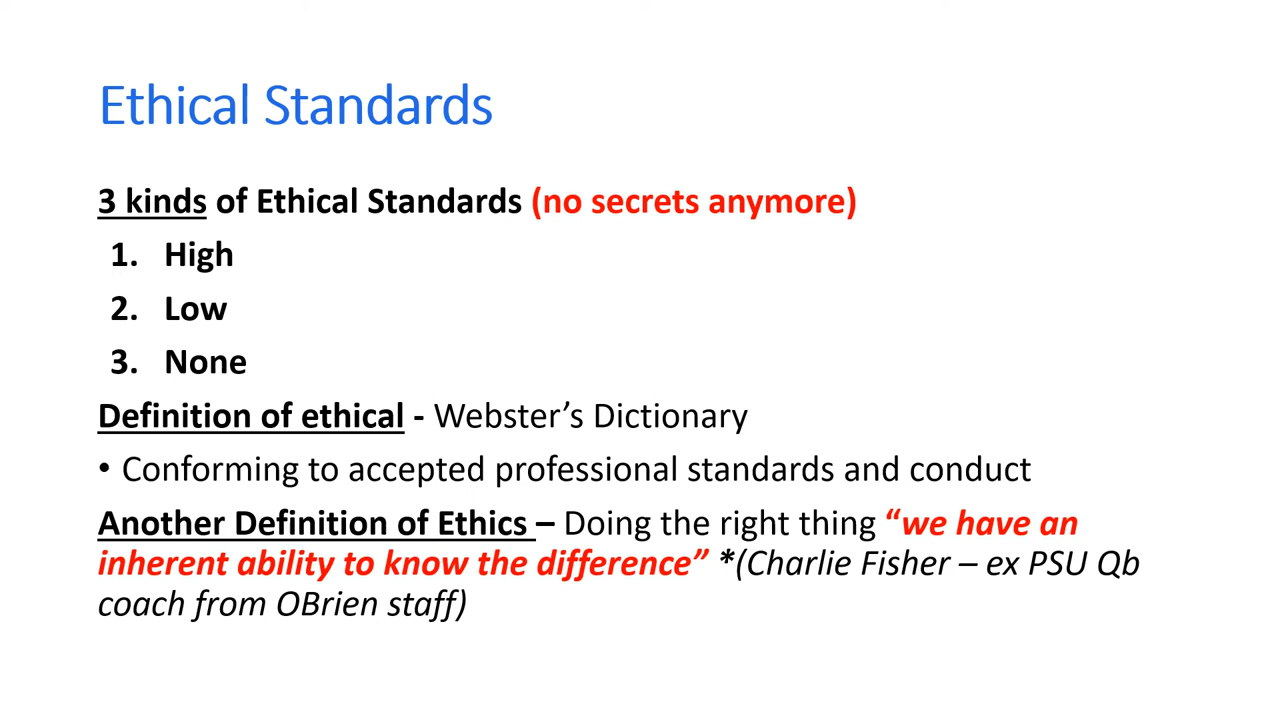 Ethical Standards
3 kinds of Ethical Standards (no secrets anymore)
1. High
2. Low
3. None
Definition of ethical - Webster’s Dictionary
• Conforming to accepted professional standards and conduct
Another Definition of Ethics – Doing the right thing “we have an
inherent ability to know the difference” *(Charlie Fisher – ex PSU Qb
coach from OBrien staff)